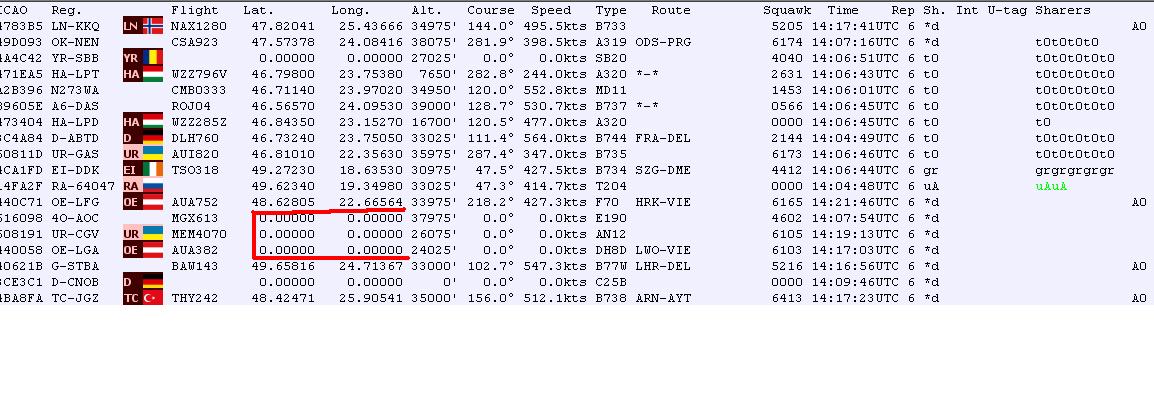 ICAO Reg. Flight Lat. Long. Alt. Course Speed Type Route Squawk Time Rep Sh. Int U-tag Sharers
4783B5 LN-KKQ LN NAX1280 47.82041 25.43666 34975' 144.0° 495.5kts B733 5205 14:17:41UTC 6 *d A0
49D093 OK-NEN CSA923 47.57378 24.08416 38075' 281.9° 398.5kts A319 ODS-PRG 6174 14:07:16UTC 6 *d t0t0t0t0
4A4C42 YR-SBB YR 0.00000 0.00000 27025' 0.0° 0.0kts SB20 4040 14:06:51UTC 6 t0 t0t0t0t0t0
471EA5 HA-LPT HA WZZ796V 46.79800 23.75380 7650' 282.8° 244.0kts A320 *-* 2631 14:06:43UTC 6 t0 t0t0t0t0t0
A2B396 N273WA CMB0333 46.71140 23.97020 34950' 120.0° 552.8kts MD11 1453 14:06:01UTC 6 t0 t0t0t0t0t0
89605E A6-DAS ROJ04 46.56570 24.09530 39000' 128.7° 530.7kts B737 *-* 0566 14:06:45UTC 6 t0 t0t0t0t0t0
473404 HA-LPD HA WZZ285Z 46.84350 23.15270 16700' 120.5° 477.0kts A320 0000 14:06:45UTC 6 t0 t0
3C4A84 D-ABTD D DLH760 46.73240 23.75050 33025' 111.4° 564.0kts B744 FRA-DEL 2144 14:04:49UTC 6 t0 t0t0t0t0t0
50811D UR-GAS UR AUI820 46.81010 22.35630 35975' 287.4° 347.0kts B735 6173 14:06:46UTC 6 t0 t0t0t0t0t0
4CA1FD EI-DDK EI TSO318 49.27230 18.63530 30975' 47.5° 427.5kts B734 SZG-DME 4412 14:06:44UTC 6 gr grgrgrgrgr
14FA2F RA-64047 RA 49.62340 19.34980 33025' 47.3° 414.7kts T204 0000 14:04:48UTC 6 uA uAuA
440C71 OE-LFG OE AUA752 48.62805 22.66564 33975' 218.2° 427.3kts F70 HRK-VIE 6165 14:21:46UTC 6 *d A0
516098 4O-AOC MGX613 0.00000 0.00000 37975' 0.0° 0.0kts E190 4602 14:07:54UTC 6 *d
508191 UR-CGV UR MEM4070 0.00000 0.00000 26075' 0.0° 0.0kts AN12 6105 14:19:13UTC 6 *d
440058 OE-LGA OE AUA382 0.00000 0.00000 24025' 0.0° 0.0kts DH8D LWO-VIE 6103 14:17:03UTC 6 *d
40621B G-STBA BAW143 49.65816 24.71367 33000' 102.7° 547.3kts B77W LHR-DEL 5216 14:16:56UTC 6 *d A0
3CE3C1 D-CNOB D 0.00000 0.00000 0' 0.0° 0.0kts C25B 0000 14:09:46UTC 6 *d
4BA8FA TC-JGZ TC THY242 48.42471 25.90541 35000' 156.0° 512.1kts B738 ARN-AYT 6413 14:17:23UTC 6 *d A0